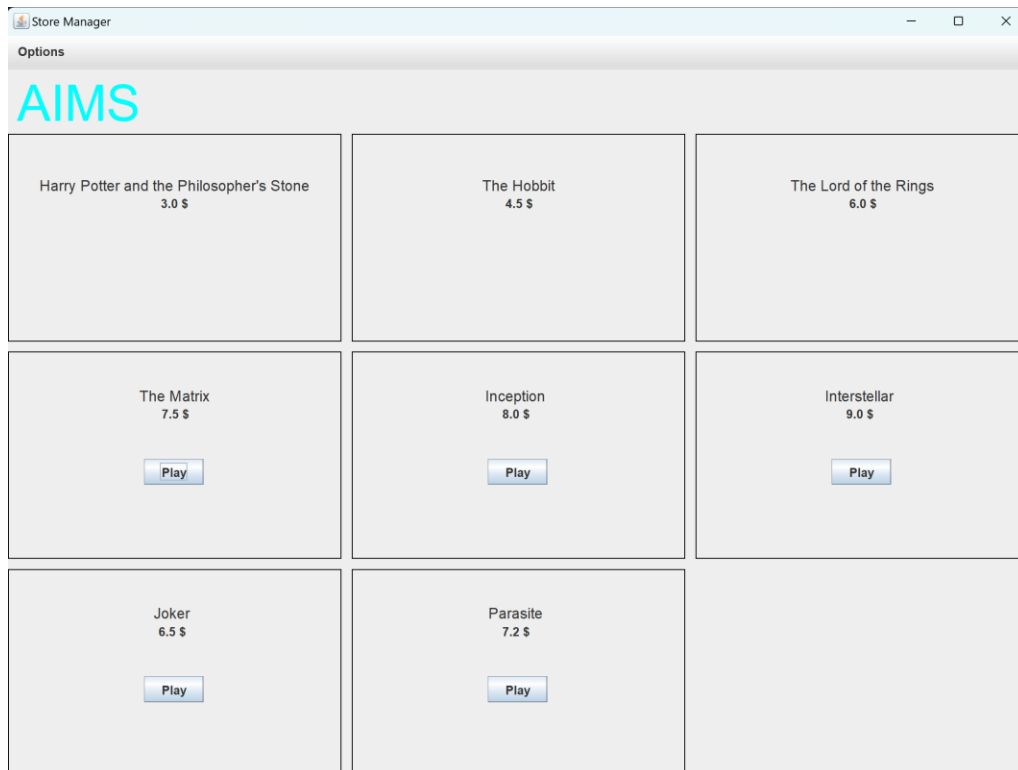 Store Manager
Options
AIMS
Harry Potter and the Philosopher's Stone
3.0 $
The Hobbit
4.5 $
The Lord of the Rings
6.0 $
The Matrix
7.5 $
Play
Inception
8.0 $
Play
Interstellar
9.0 $
Play
Joker
6.5 $
Play
Parasite
7.2 $
Play